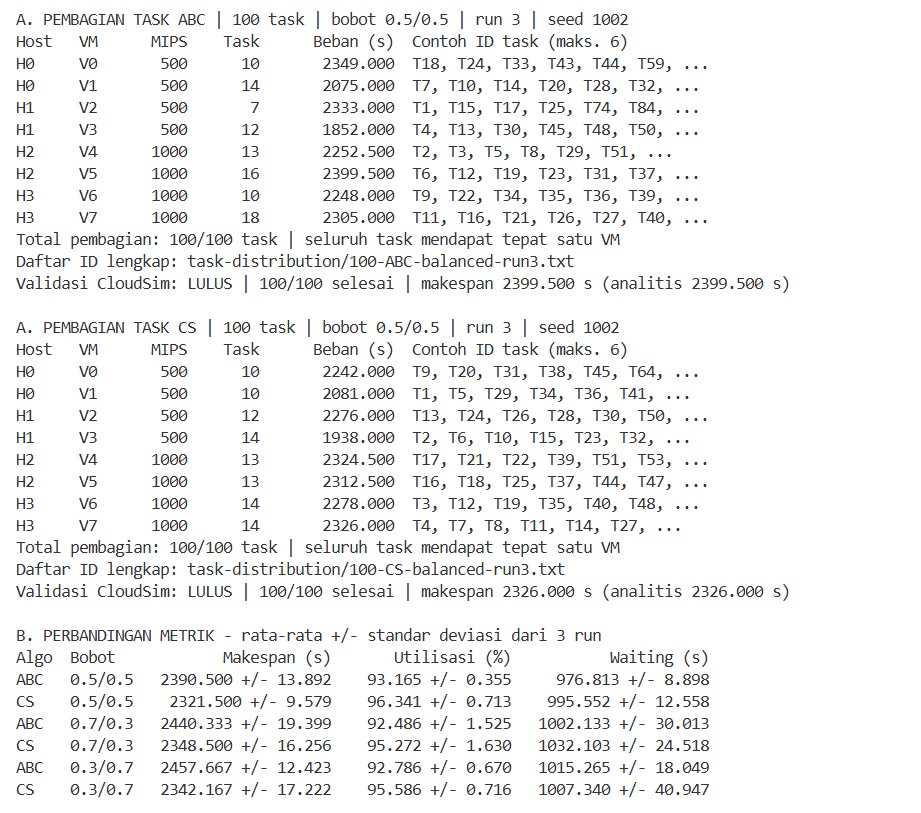 A. PEMBAGIAN TASK ABC | 100 task | bobot 0.5/0.5 | run 3 | seed 1002
Host VM MIPS Task Beban (s) Contoh ID task (maks. 6)
H0 V0 500 10 2349.000 T18, T24, T33, T43, T44, T59, ...
H0 V1 500 14 2075.000 T7, T10, T14, T20, T28, T32, ...
H1 V2 500 7 2333.000 T1, T15, T17, T25, T74, T84, ...
H1 V3 500 12 1852.000 T4, T13, T30, T45, T48, T50, ...
H2 V4 1000 13 2252.500 T2, T3, T5, T8, T29, T51, ...
H2 V5 1000 16 2399.500 T6, T12, T19, T23, T31, T37, ...
H3 V6 1000 10 2248.000 T9, T22, T34, T35, T36, T39, ...
H3 V7 1000 18 2305.000 T11, T16, T21, T26, T27, T40, ...
Total pembagian: 100/100 task | seluruh task mendapat tepat satu VM
Daftar ID lengkap: task-distribution/100-ABC-balanced-run3.txt
Validasi CloudSim: LULUS | 100/100 selesai | makespan 2399.500 s (analitis 2399.500 s)
A. PEMBAGIAN TASK CS | 100 task | bobot 0.5/0.5 | run 3 | seed 1002
Host VM MIPS Task Beban (s) Contoh ID task (maks. 6)
H0 V0 500 10 2242.000 T9, T20, T31, T38, T45, T64, ...
H0 V1 500 10 2081.000 T1, T5, T29, T34, T36, T41, ...
H1 V2 500 12 2276.000 T13, T24, T26, T28, T30, T50, ...
H1 V3 500 14 1938.000 T2, T6, T10, T15, T23, T32, ...
H2 V4 1000 13 2324.500 T17, T21, T22, T39, T51, T53, ...
H2 V5 1000 13 2312.500 T16, T18, T25, T37, T44, T47, ...
H3 V6 1000 14 2278.000 T3, T12, T19, T35, T40, T48, ...
H3 V7 1000 14 2326.000 T4, T7, T8, T11, T14, T27, ...
Total pembagian: 100/100 task | seluruh task mendapat tepat satu VM
Daftar ID lengkap: task-distribution/100-CS-balanced-run3.txt
Validasi CloudSim: LULUS | 100/100 selesai | makespan 2326.000 s (analitis 2326.000 s)
B. PERBANDINGAN METRIK - rata-rata +/- standar deviasi dari 3 run
Algo Bobot Makespan (s) Utilisasi (%) Waiting (s)
ABC 0.5/0.5 2390.500 +/- 13.892 93.165 +/- 0.355 976.813 +/- 8.898
CS 0.5/0.5 2321.500 +/- 9.579 96.341 +/- 0.713 995.552 +/- 12.558
ABC 0.7/0.3 2440.333 +/- 19.399 92.486 +/- 1.525 1002.133 +/- 30.013
CS 0.7/0.3 2348.500 +/- 16.256 95.272 +/- 1.630 1032.103 +/- 24.518
ABC 0.3/0.7 2457.667 +/- 12.423 92.786 +/- 0.670 1015.265 +/- 18.049
CS 0.3/0.7 2342.167 +/- 17.222 95.586 +/- 0.716 1007.340 +/- 40.947